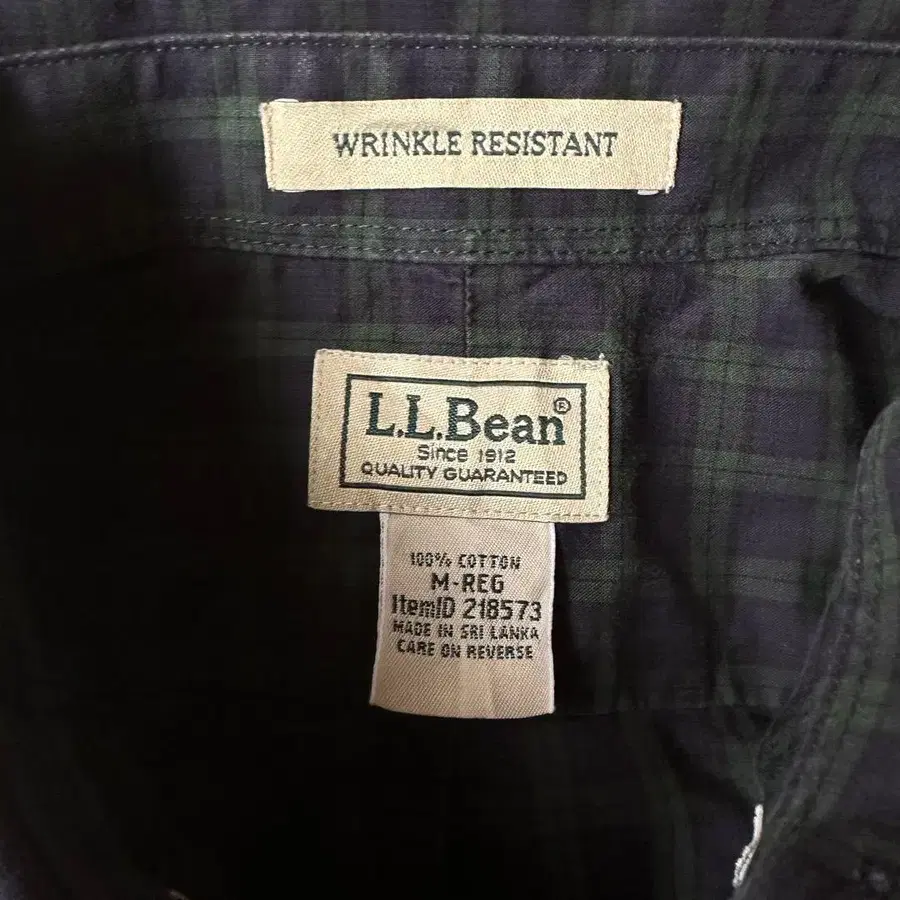 WRINKLE RESISTANT
L.L.Bean®
Since 1912
QUALITY GUARANTEED
100% COTTON
M-REG
ItemID 218573
MADE IN SRI LANKA
CARE ON REVERSE